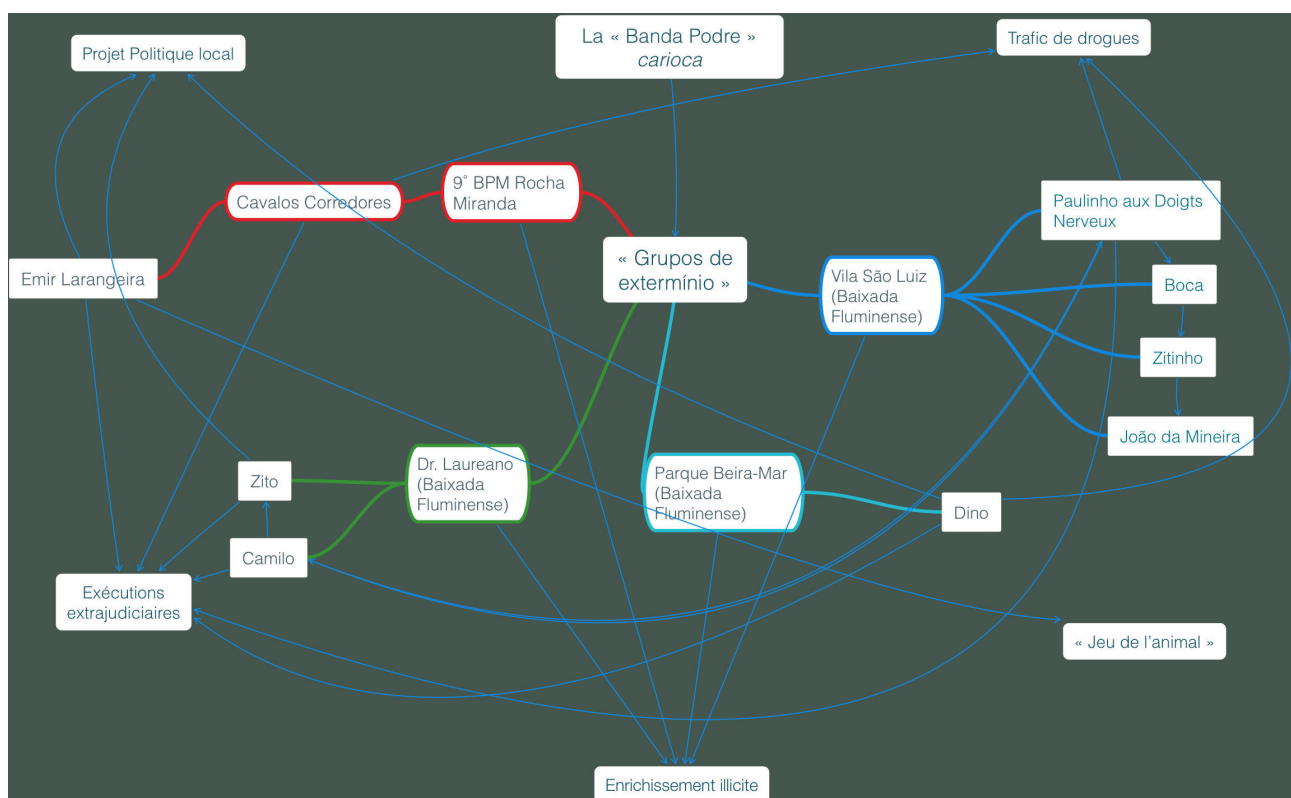 La « Banda Podre »
carioca
Projet Politique local
Trafic de drogues
9° BPM Rocha
Miranda
Cavalos Corredores
Paulinho aux Doigts
Nerveux
« Grupos de
extermínio »
Emir Larangeira
Vila São Luiz
(Baixada
Fluminense)
Boca
Zitinho
João da Mineira
Dr. Laureano
(Baixada
Fluminense)
Parque Beira-Mar
(Baixada
Fluminense)
Zito
Dino
Camilo
Exécutions
extrajudiciaires
« Jeu de l’animal »
Enrichissement illicite